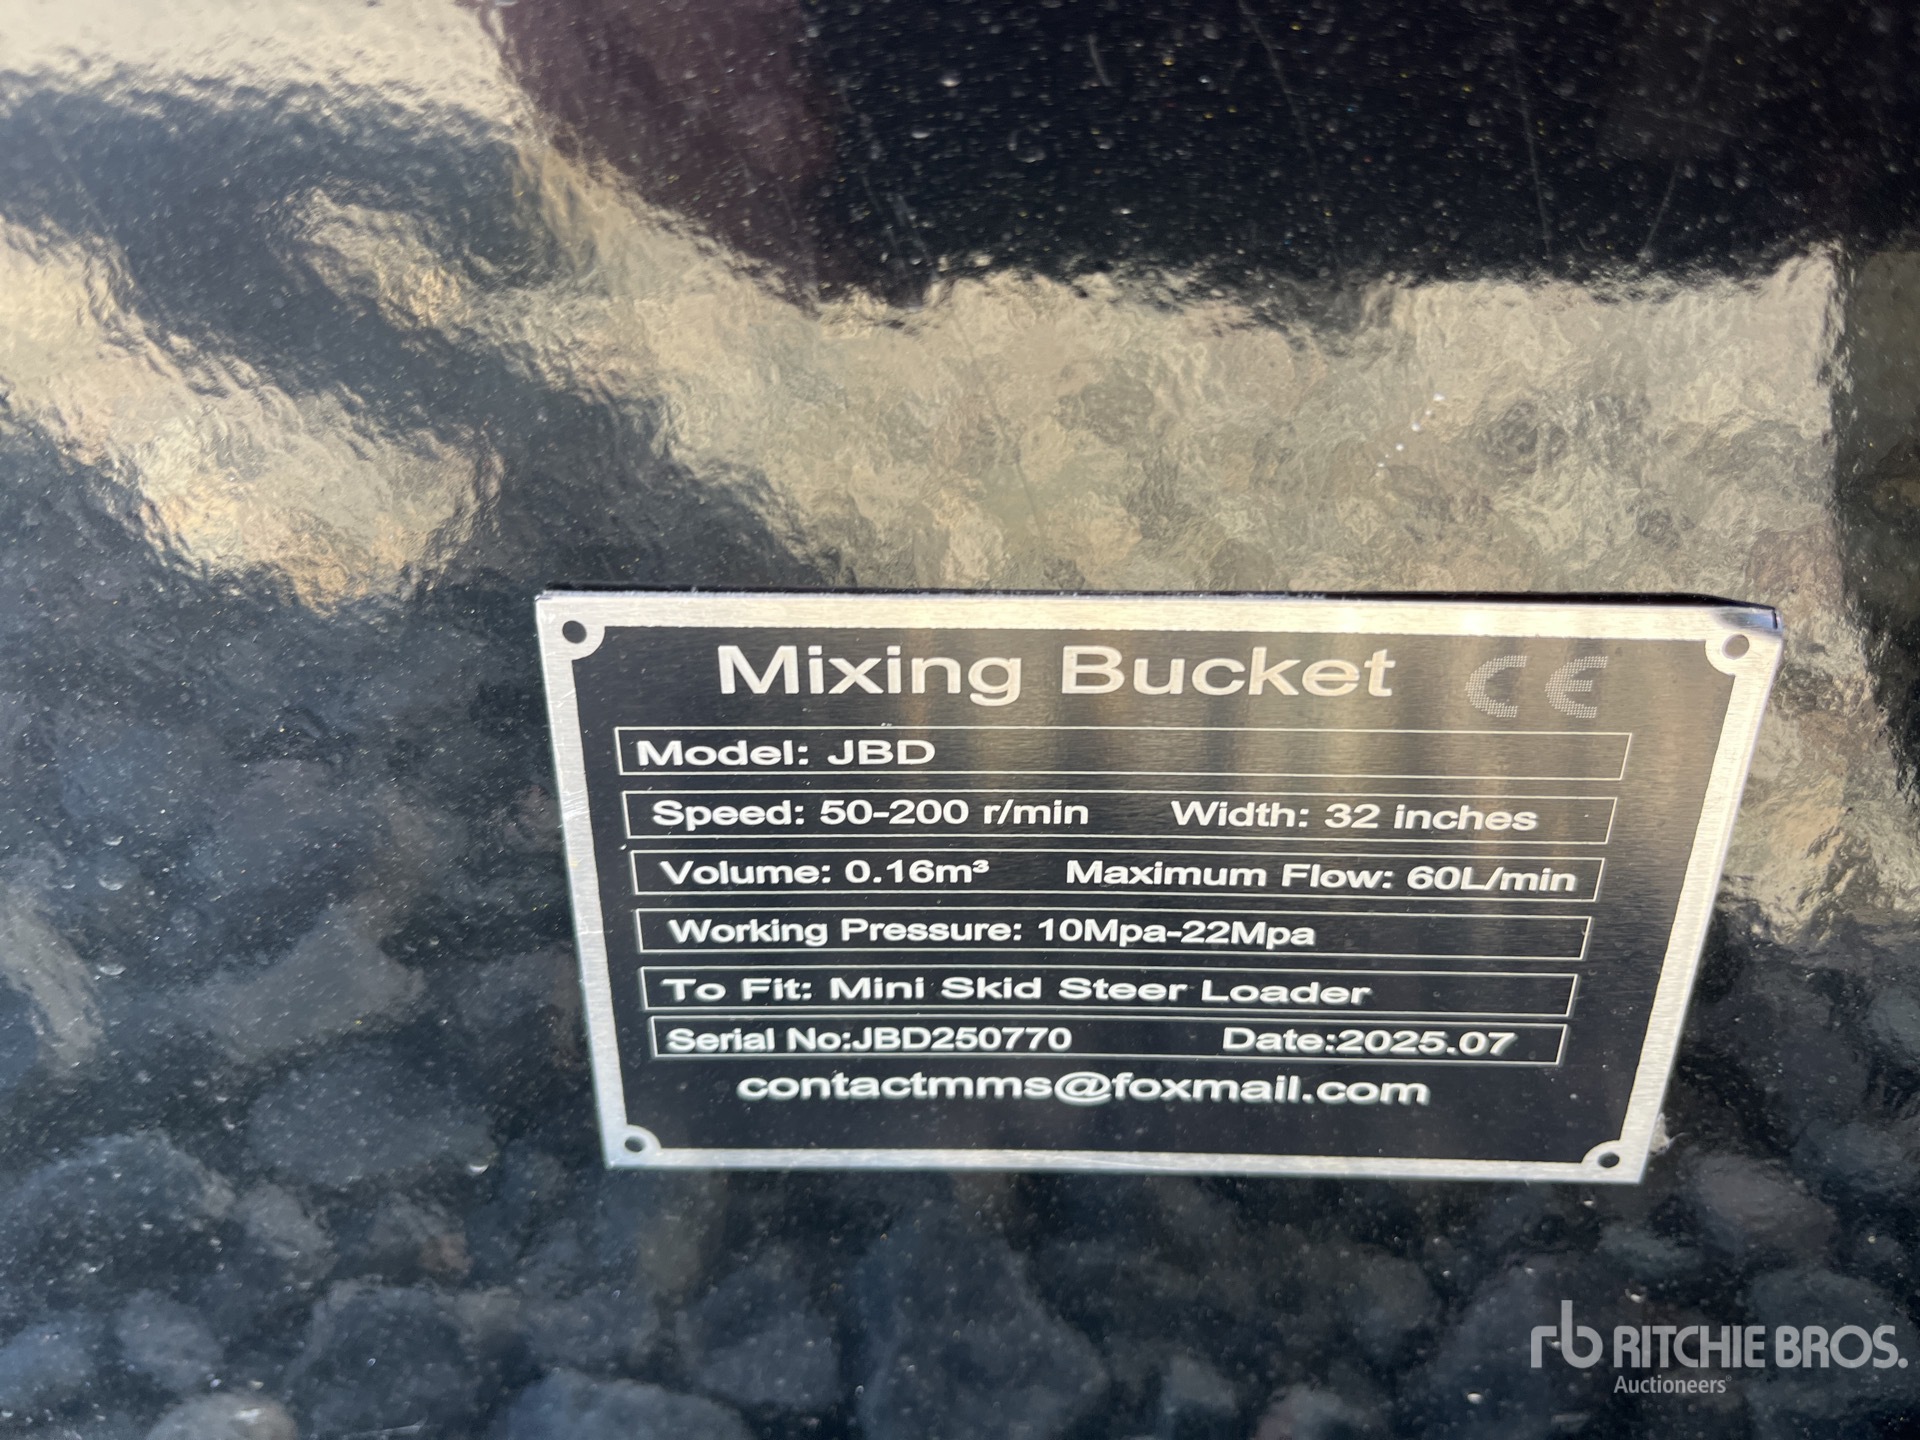 Mixing Bucket CE
Model: JBD
Speed: 50-200 r/min Width: 32 inches
Volume: 0.16m³ Maximum Flow: 60L/min
Working Pressure: 10Mpa-22Mpa
To Fit: Mini Skid Steer Loader
Serial No:JBD250770 Date:2025.07
contactmms@foxmail.com
rb RITCHIE BROS.
Auctioneers